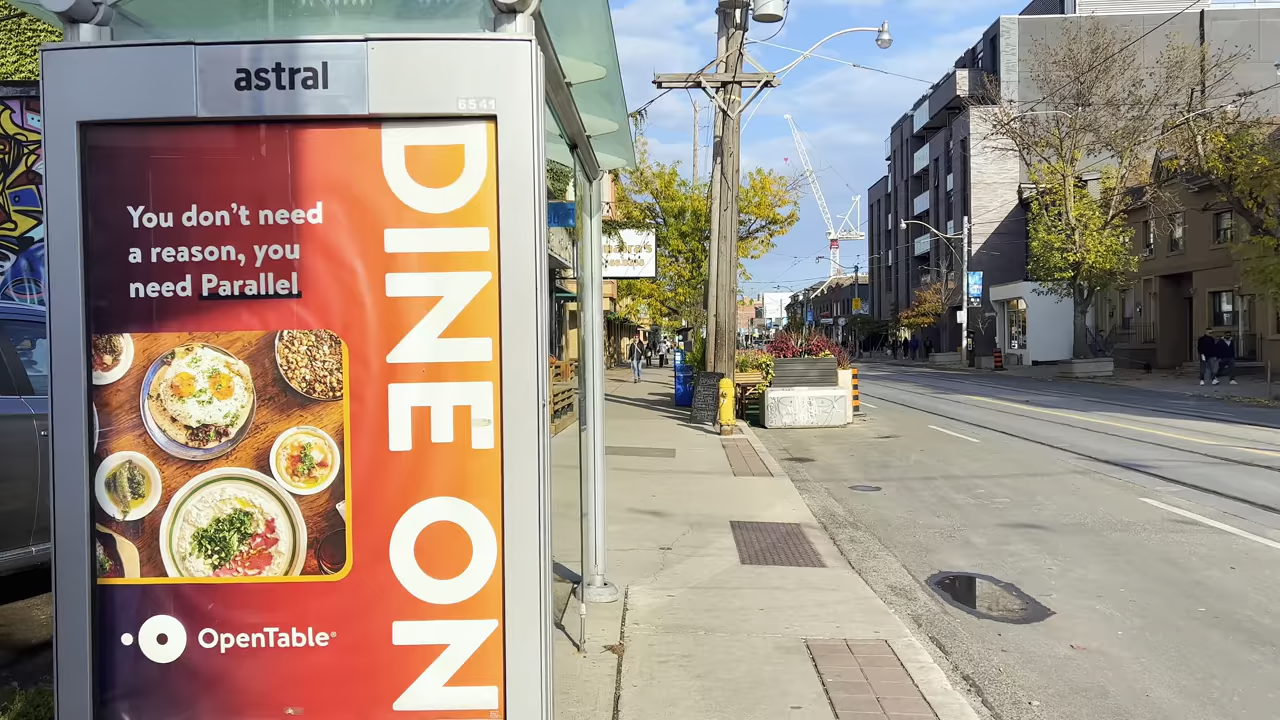 astral
6541
You don't need
a reason, you
need Parallel
DINE ON
OpenTable